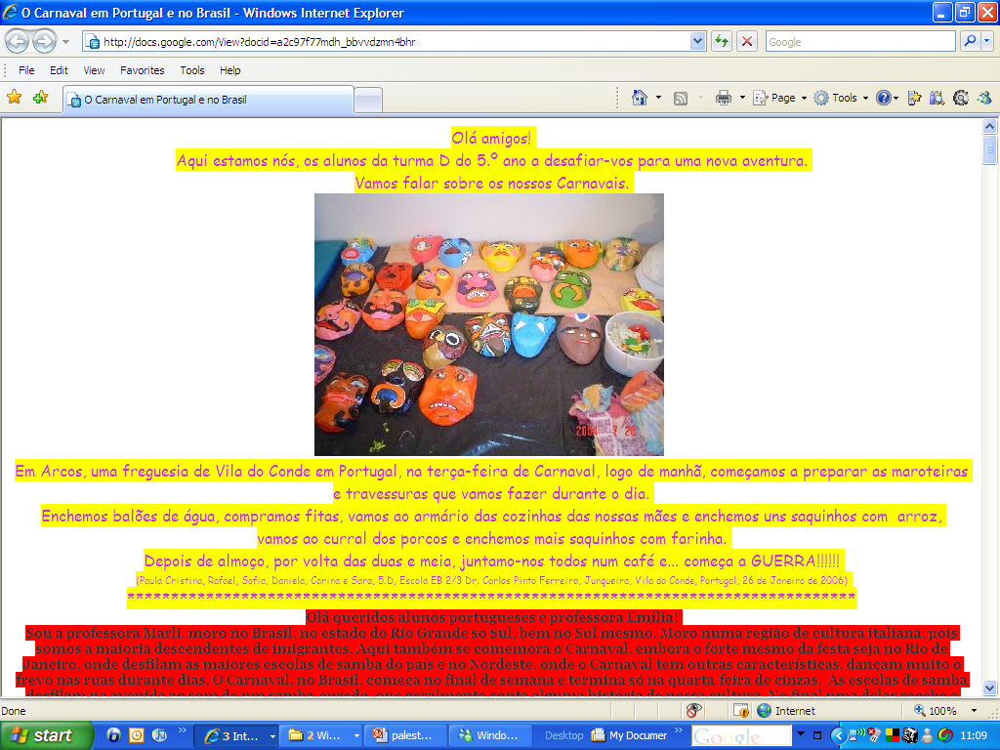 O Carnaval em Portugal e no Brasil - Windows Internet Explorer
http://docs.google.com/View?docid=a2c97f77mdh_bbvvdzmn4bhr
Google
File Edit View Favorites Tools Help
O Carnaval em Portugal e no Brasil
Page Tools
Olá amigos!
Aqui estamos nós, os alunos da turma D do 5.º ano a desafiar-vos para uma nova aventura.
Vamos falar sobre os nossos Carnavais.
Em Arcos, uma freguesia de Vila do Conde em Portugal, na terça-feira de Carnaval, logo de manhã, começamos a preparar as maroteiras
e travessuras que vamos fazer durante o dia.
Enchemos balões de água, compramos fitas, vamos ao armário das cozinhas das nossas mães e enchemos uns saquinhos com arroz,
vamos ao curral dos porcos e enchemos mais saquinhos com farinha.
Depois de almoço, por volta das duas e meia, juntamo-nos todos num café e... começa a GUERRA!!!!!!
(Paula Cristina, Rafael, Sofia, Daniela, Carina e Sara, 5.D, Escola EB 2/3 Dr. Carlos Pinto Ferreira, Junqueira, Vila do Conde, Portugal, 26 de Janeiro de 2006)
Olá queridos alunos portugueses e professora Emília!
Sou a professora Marli, moro no Brasil, no estado do Rio Grande so Sul, bem no Sul mesmo. Moro numa região de cultura italiana, pois
somos a maioria descendentes de imigrantes. Aqui também se comemora o Carnaval, embora o forte mesmo da festa seja no Rio de
Janeiro, onde desfilam as maiores escolas de samba do país e no Nordeste, onde o Carnaval tem outras características, dançam muito o
frevo nas ruas durante dias. O Carnaval, no Brasil, começa no final de semana e termina só na quarta-feira de cinzas. As escolas de samba
desfilam na avenida ao som de um samba-enredo, que geralmente conta alguma história de nossa cultura. No final uma delas recebe o
Done Internet 100%
start 3 Int... 2 Wi... palest... Window... Desktop My Documer Google 11:09